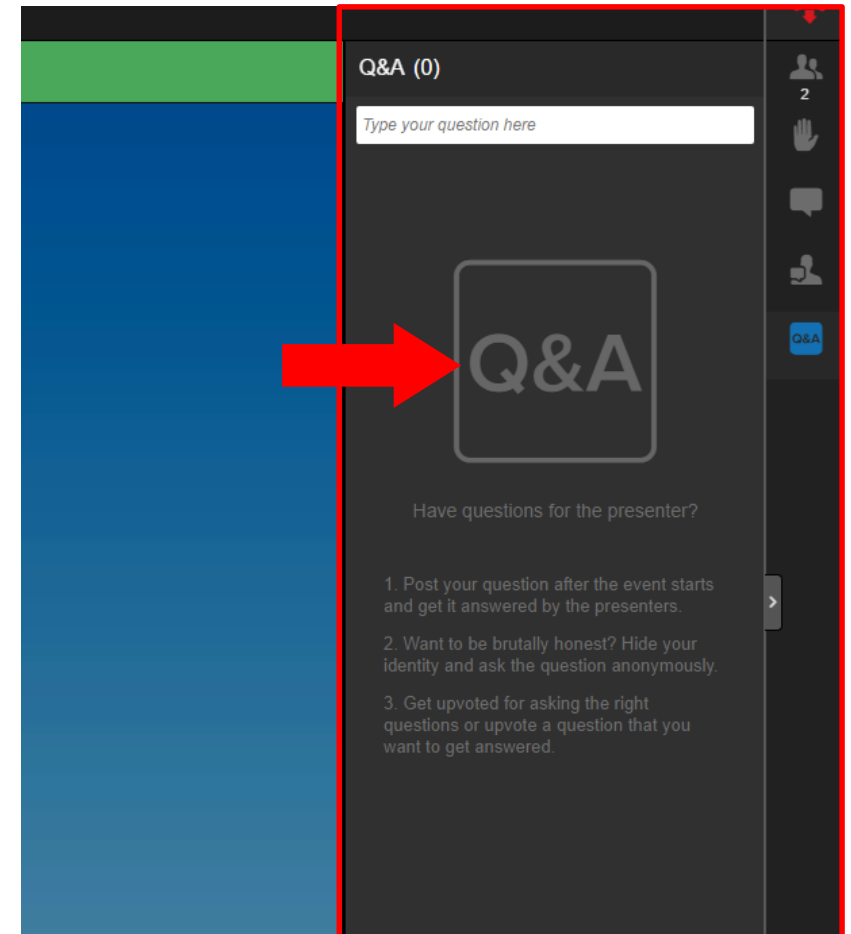 Q&A (0)
2
Type your question here
Q&A
Q&A
Have questions for the presenter?
1. Post your question after the event starts
and get it answered by the presenters.
2. Want to be brutally honest? Hide your
identity and ask the question anonymously.
3. Get upvoted for asking the right
questions or upvote a question that you
want to get answered.